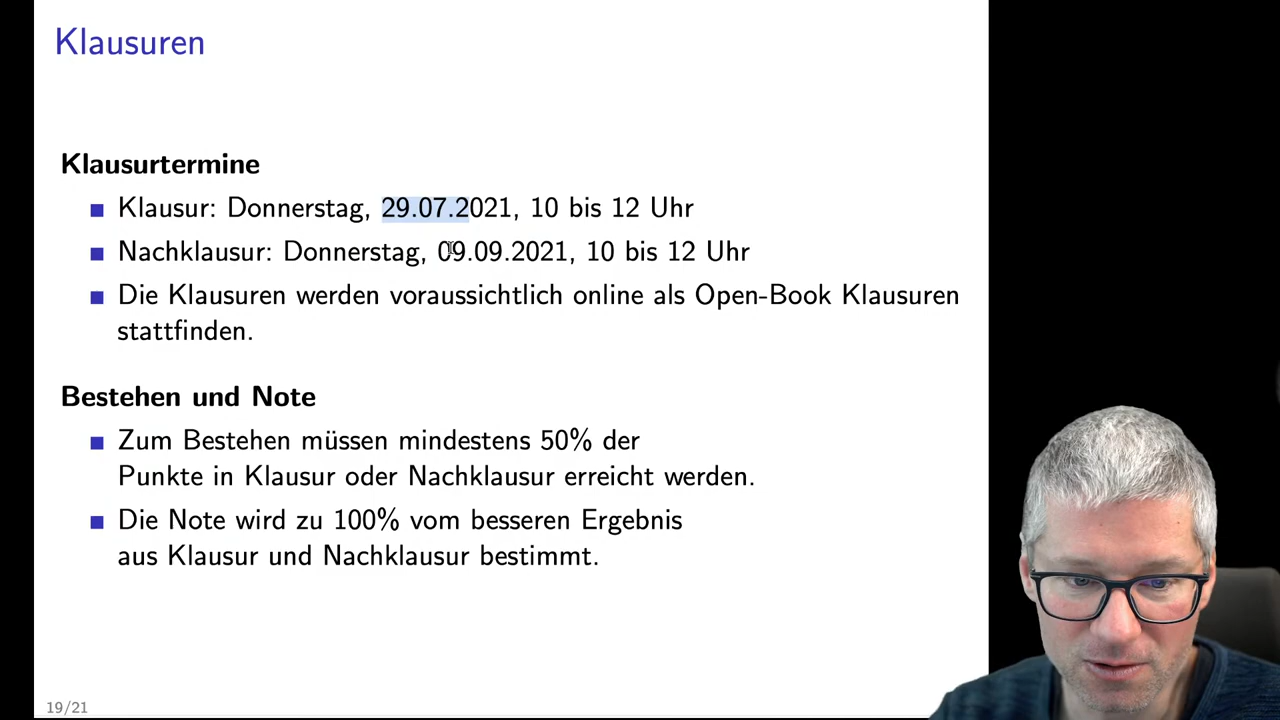 Klausuren
Klausurtermine
Klausur: Donnerstag, 29.07.2021, 10 bis 12 Uhr
Nachklausur: Donnerstag, 09.09.2021, 10 bis 12 Uhr
Die Klausuren werden voraussichtlich online als Open-Book Klausuren
stattfinden.
Bestehen und Note
Zum Bestehen müssen mindestens 50% der
Punkte in Klausur oder Nachklausur erreicht werden.
Die Note wird zu 100% vom besseren Ergebnis
aus Klausur und Nachklausur bestimmt.
19/21